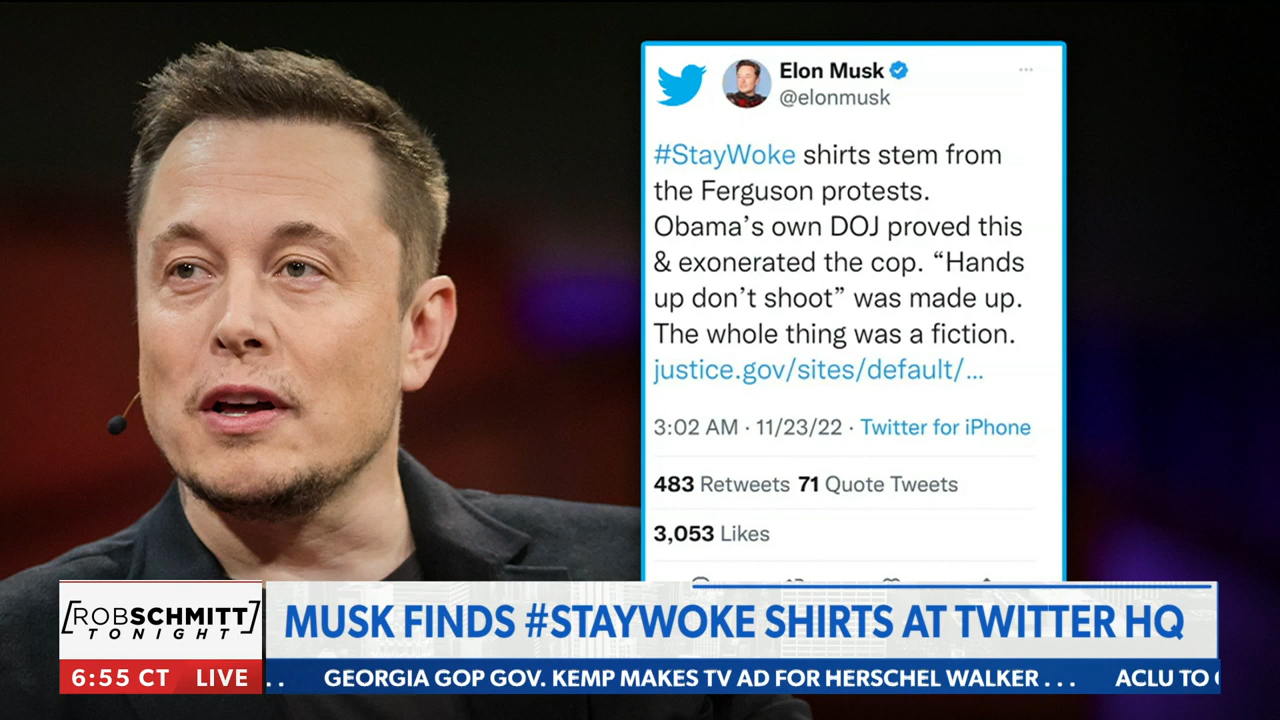 Elon Musk
@elonmusk
#StayWoke shirts stem from
the Ferguson protests.
Obama’s own DOJ proved this
& exonerated the cop. “Hands
up don’t shoot” was made up.
The whole thing was a fiction.
justice.gov/sites/default/...
3:02 AM · 11/23/22 · Twitter for iPhone
483 Retweets 71 Quote Tweets
3,053 Likes
[ROBSCHMITT]
TONIGHT
MUSK FINDS #STAYWOKE SHIRTS AT TWITTER HQ
6:55 CT LIVE
. . GEORGIA GOP GOV. KEMP MAKES TV AD FOR HERSCHEL WALKER . . . ACLU TO